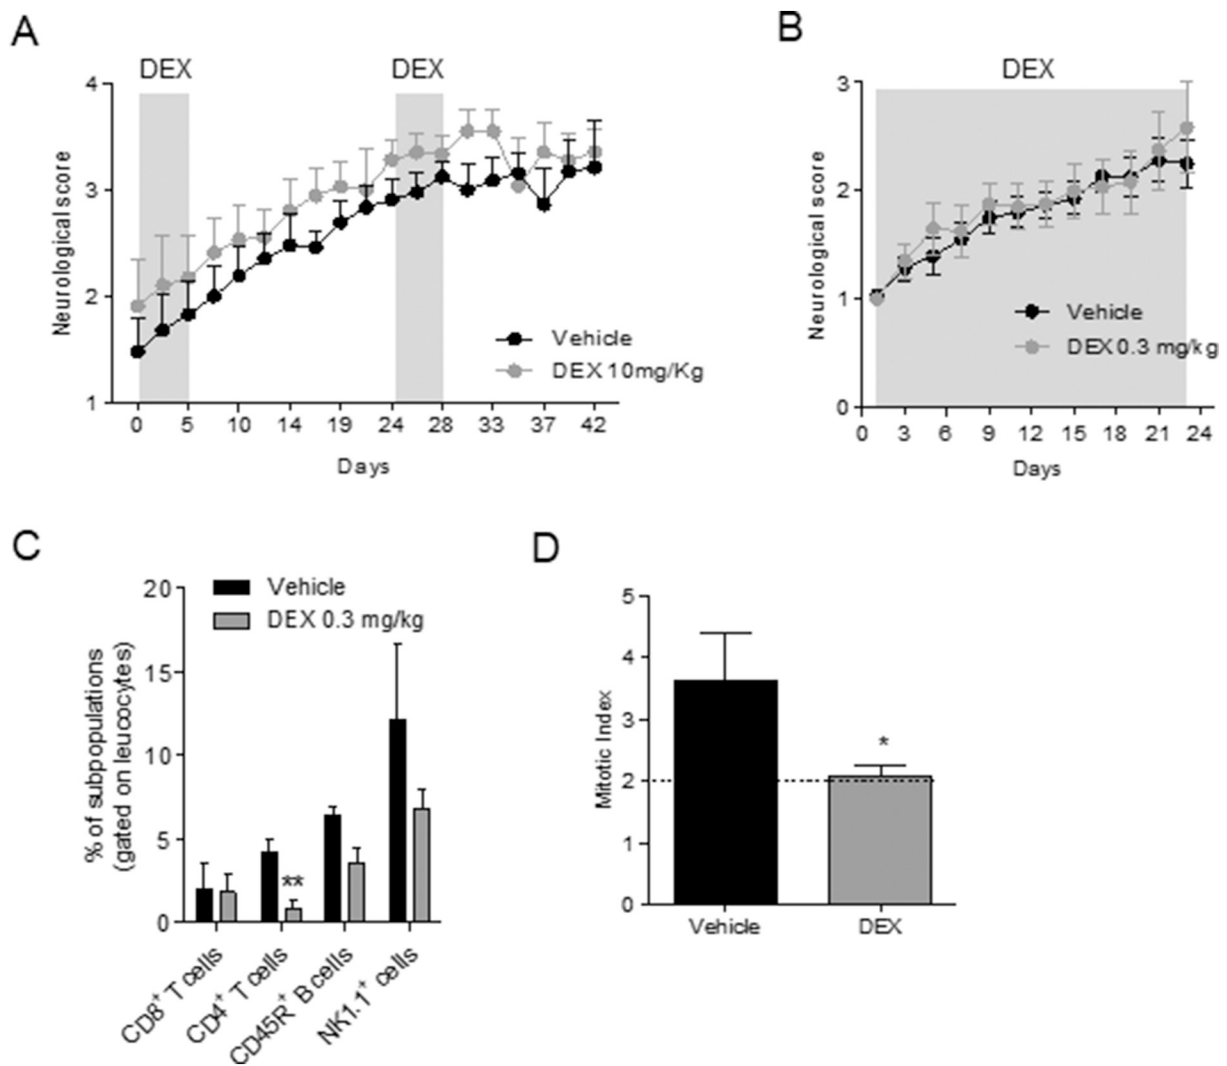 A
DEX
DEX
4
3
2
1
Neurological score
Vehicle
DEX 10mg/Kg
0 5 10 14 19 24 28 33 37 42
Days
B
DEX
3
2
1
0
Neurological score
Vehicle
DEX 0.3 mg/kg
0 3 6 9 12 15 18 21 24
Days
C
Vehicle
DEX 0.3 mg/kg
20
15
10
5
0
% of subpopulations
(gated on leucocytes)
**
CD8+ T cells
CD4+ T cells
CD45R+ B cells
NK1.1+ cells
D
5
4
3
2
1
0
Mitotic Index
*
Vehicle DEX